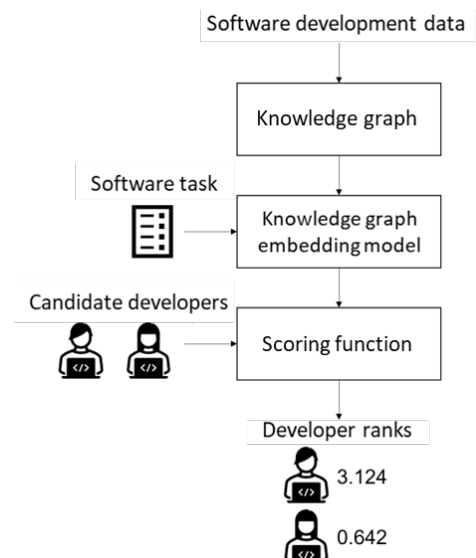 Software development data
Knowledge graph
Software task
Knowledge graph
embedding model
Candidate developers
</>
</>
Scoring function
Developer ranks
</>
3.124
</>
0.642